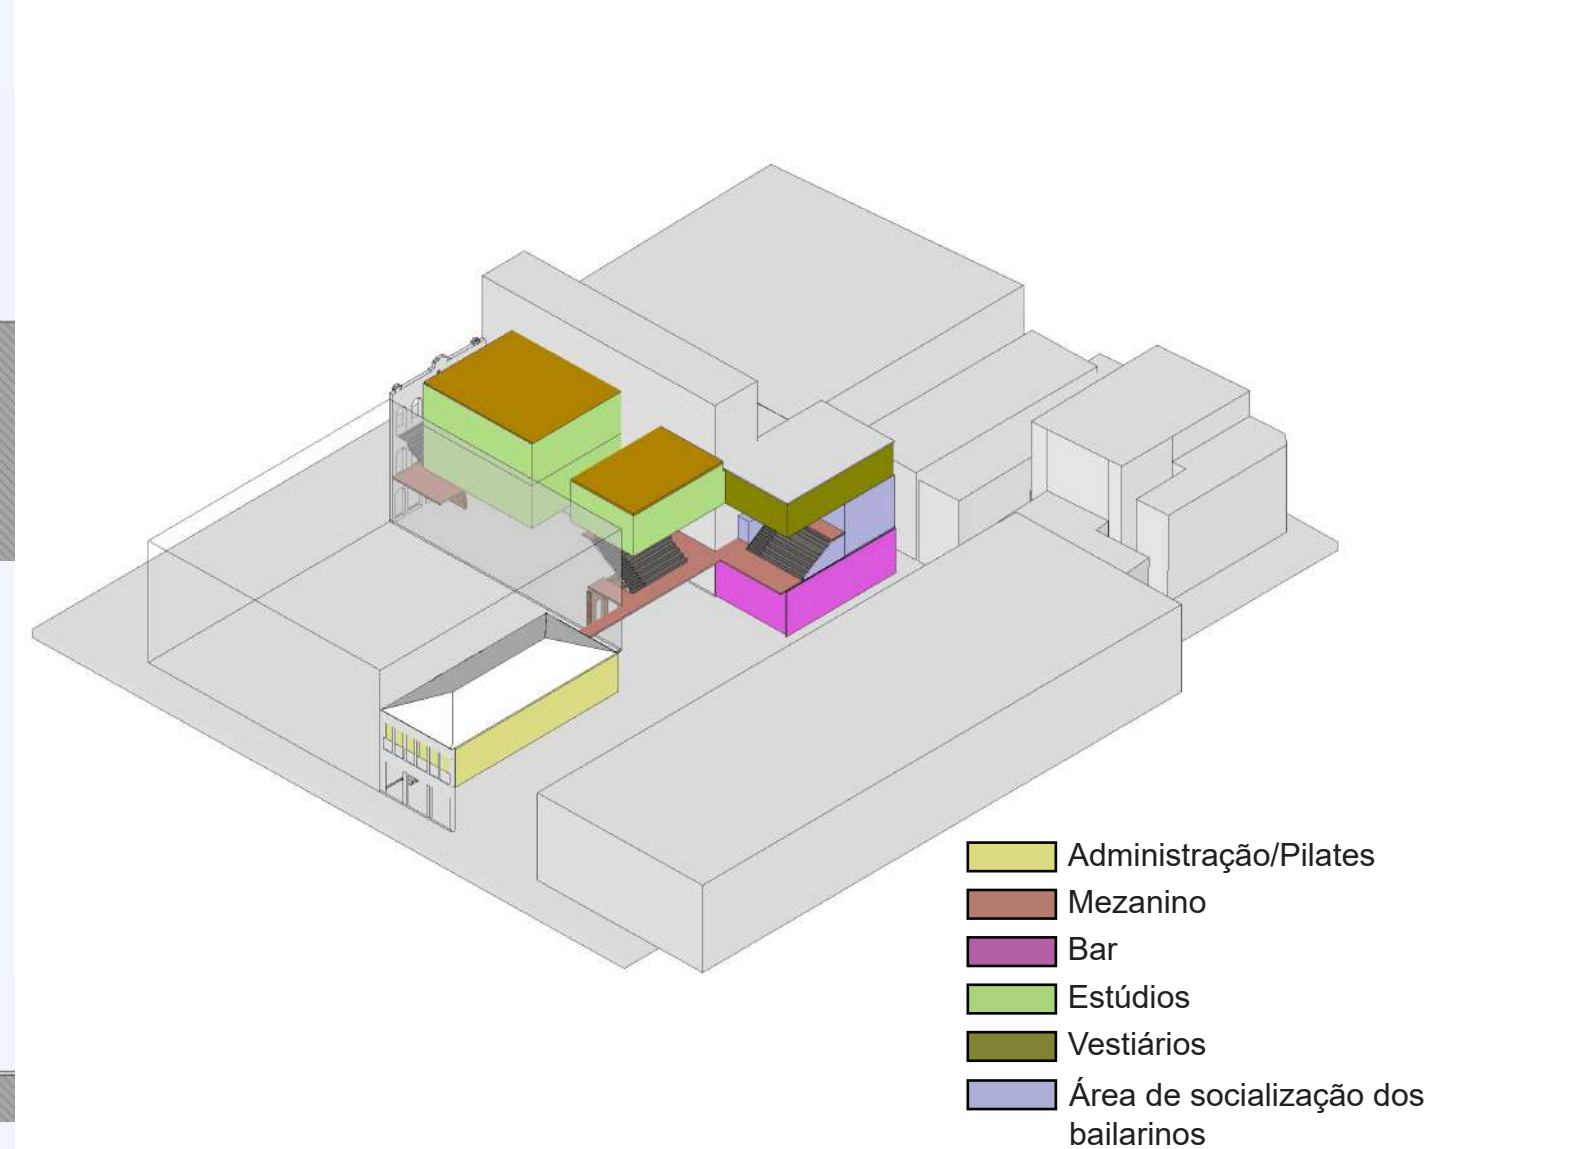 Administração/Pilates
Mezanino
Bar
Estúdios
Vestiários
Área de socialização dos
bailarinos